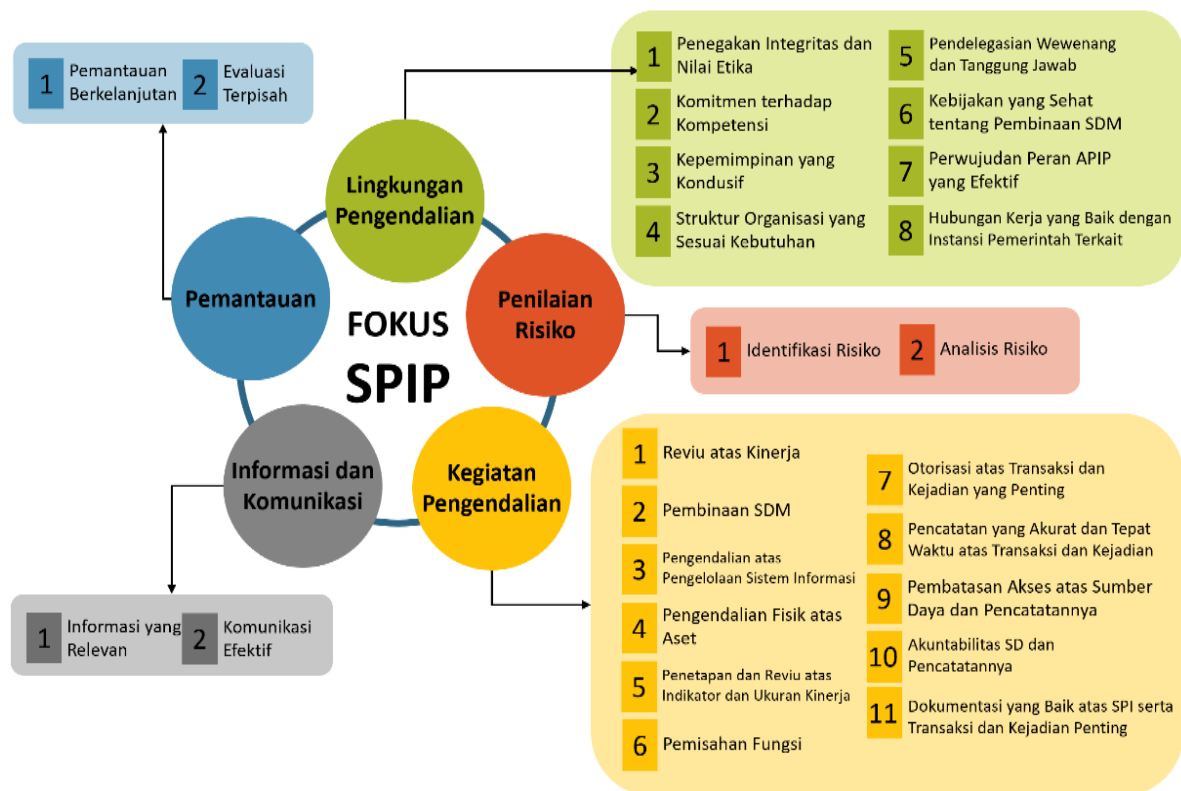 1
Pemantauan
Berkelanjutan
2
Evaluasi
Terpisah
1
Penegakan Integritas dan
Nilai Etika
2
Komitmen terhadap
Kompetensi
3
Kepemimpinan yang
Kondusif
4
Struktur Organisasi yang
Sesuai Kebutuhan
5
Pendelegasian Wewenang
dan Tanggung Jawab
6
Kebijakan yang Sehat
tentang Pembinaan SDM
7
Perwujudan Peran APIP
yang Efektif
8
Hubungan Kerja yang Baik dengan
Instansi Pemerintah Terkait
Lingkungan
Pengendalian
Pemantauan
FOKUS
SPIP
Penilaian
Risiko
1
Identifikasi Risiko
2
Analisis Risiko
Informasi dan
Komunikasi
Kegiatan
Pengendalian
1
Informasi yang
Relevan
2
Komunikasi
Efektif
1
Reviu atas Kinerja
2
Pembinaan SDM
3
Pengendalian atas
Pengelolaan Sistem Informasi
4
Pengendalian Fisik atas
Aset
5
Penetapan dan Reviu atas
Indikator dan Ukuran Kinerja
6
Pemisahan Fungsi
7
Otorisasi atas Transaksi dan
Kejadian yang Penting
8
Pencatatan yang Akurat dan Tepat
Waktu atas Transaksi dan Kejadian
9
Pembatasan Akses atas Sumber
Daya dan Pencatatannya
10
Akuntabilitas SD dan
Pencatatannya
11
Dokumentasi yang Baik atas SPI serta
Transaksi dan Kejadian Penting